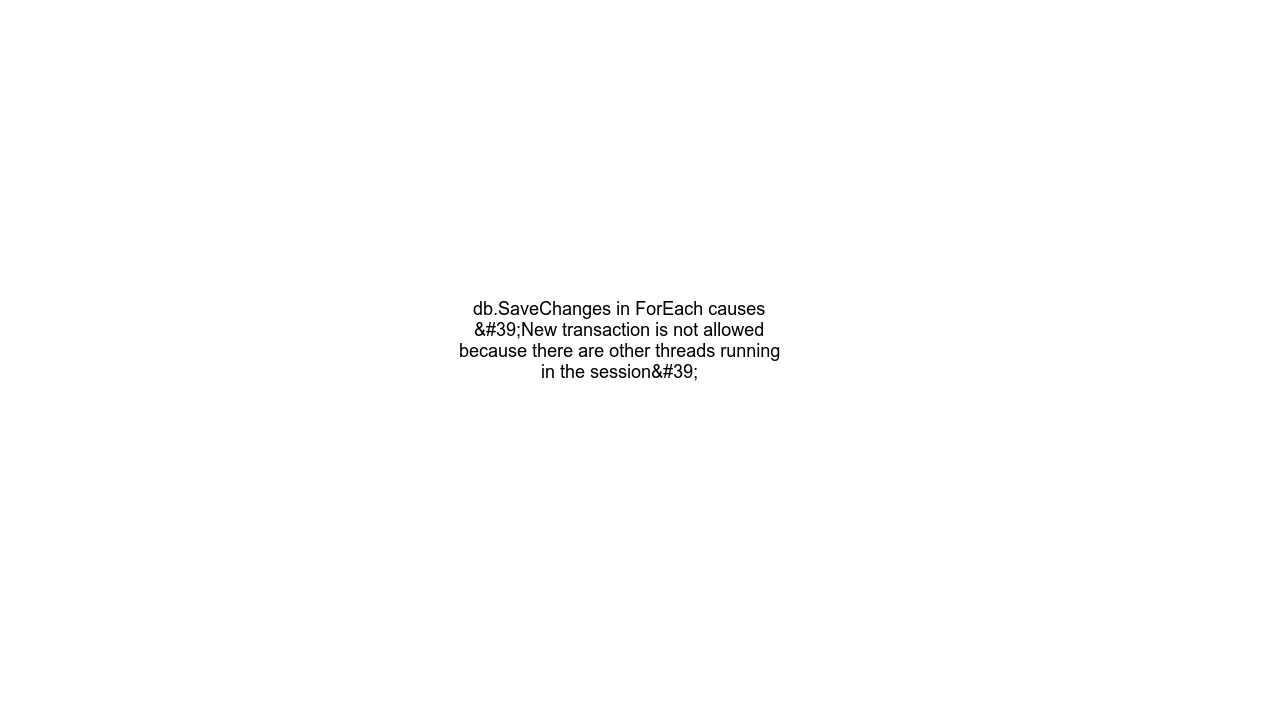 db.SaveChanges in ForEach causes
&#39;New transaction is not allowed
because there are other threads running
in the session&#39;